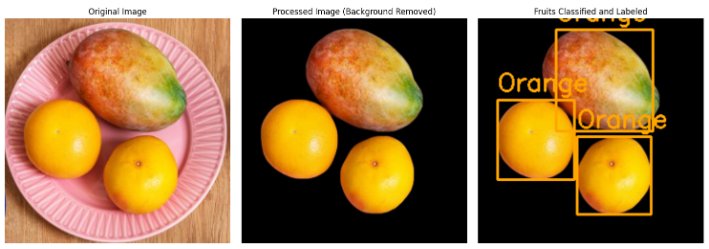 Original Image
Processed Image (Background Removed)
Fruits Classified and Labeled
Orange
Orange
Orange